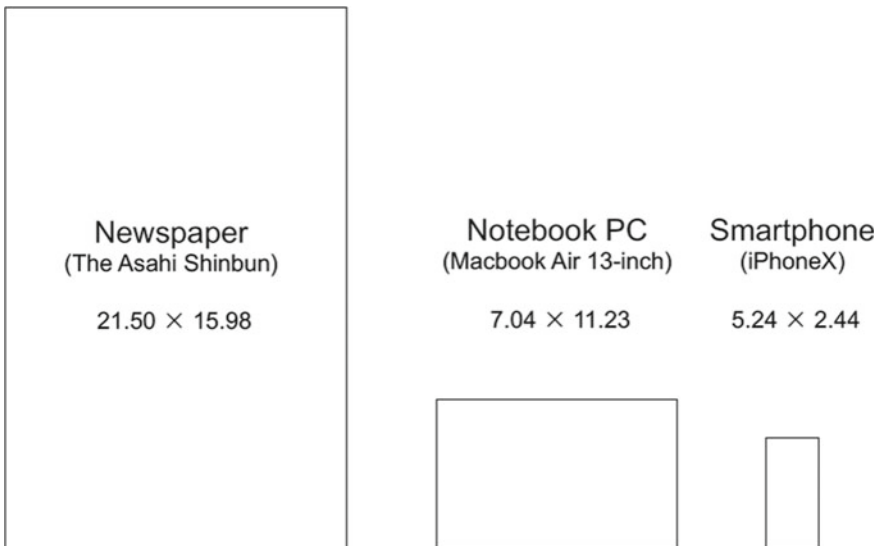 Newspaper
(The Asahi Shinbun)
21.50 × 15.98
Notebook PC
(Macbook Air 13-inch)
7.04 × 11.23
Smartphone
(iPhoneX)
5.24 × 2.44